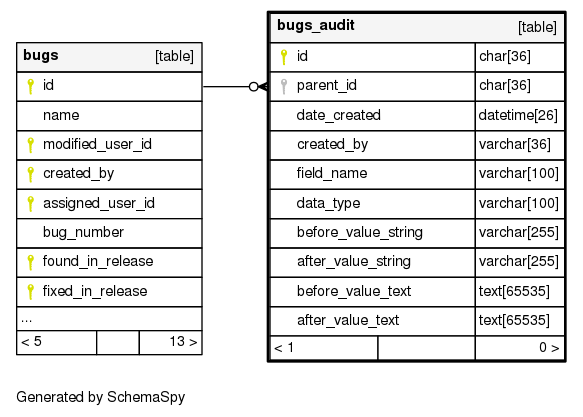 bugs [table]
id
name
modified_user_id
created_by
assigned_user_id
bug_number
found_in_release
fixed_in_release
...
< 5 13 >
bugs_audit [table]
id char[36]
parent_id char[36]
date_created datetime[26]
created_by varchar[36]
field_name varchar[100]
data_type varchar[100]
before_value_string varchar[255]
after_value_string varchar[255]
before_value_text text[65535]
after_value_text text[65535]
< 1 0 >
Generated by SchemaSpy